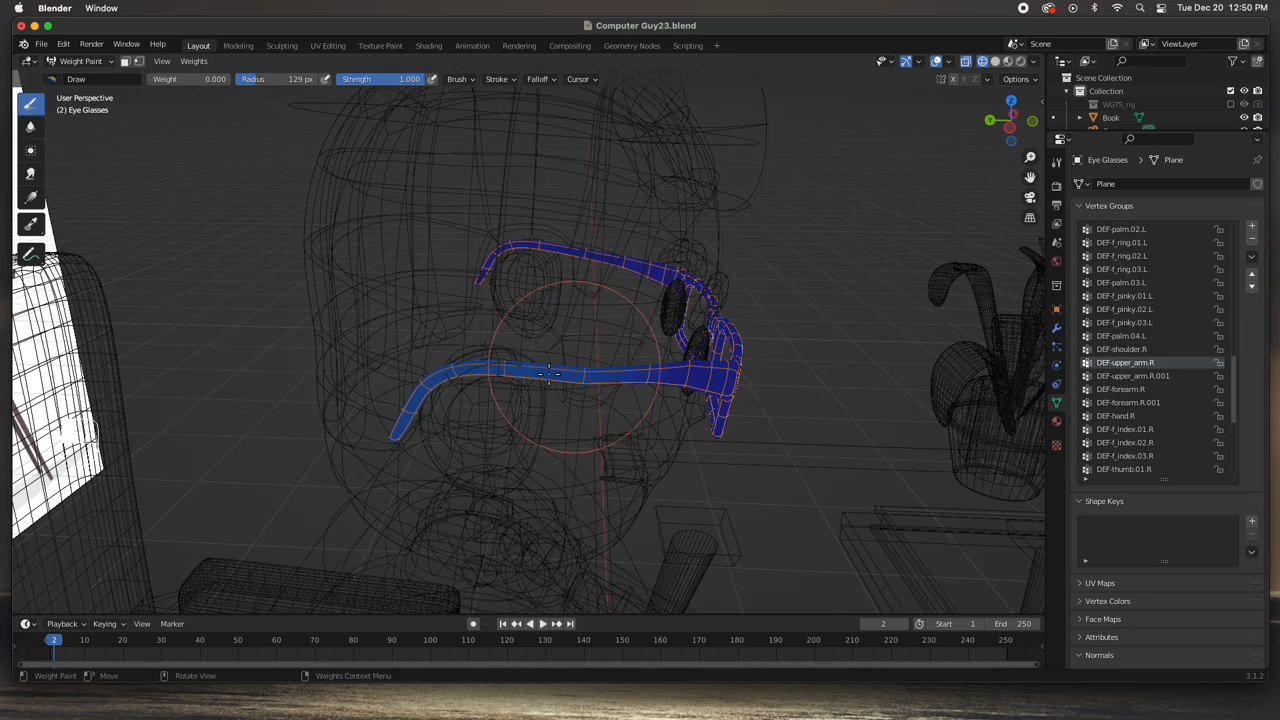 Blender Window Tue Dec 20 12:50 PM
Computer Guy23.blend
File Edit Render Window Help Layout Modeling Sculpting UV Editing Texture Paint Shading Animation Rendering Compositing Geometry Nodes Scripting + Scene ViewLayer
Weight Paint View Weights
Draw Weight 0.000 Radius 129 px Strength 1.000 Brush Stroke Falloff Cursor X Y Z Options
User Perspective
(2) Eye Glasses
Z
Y
Scene Collection
Collection
WGTS_rig
Book
Eye Glasses > Plane
Plane
Vertex Groups
DEF-palm.02.L
DEF-f_ring.01.L
DEF-f_ring.02.L
DEF-f_ring.03.L
DEF-palm.03.L
DEF-f_pinky.01.L
DEF-f_pinky.02.L
DEF-f_pinky.03.L
DEF-palm.04.L
DEF-shoulder.R
DEF-upper_arm.R
DEF-upper_arm.R.001
DEF-forearm.R
DEF-forearm.R.001
DEF-hand.R
DEF-f_index.01.R
DEF-f_index.02.R
DEF-f_index.03.R
DEF-thumb.01.R
Shape Keys
UV Maps
Vertex Colors
Face Maps
Attributes
Normals
Playback Keying View Marker 2 Start 1 End 250
2 10 20 30 40 50 60 70 80 90 100 110 120 130 140 150 160 170 180 190 200 210 220 230 240 250
Weight Paint Move Rotate View Weights Context Menu 3.1.2